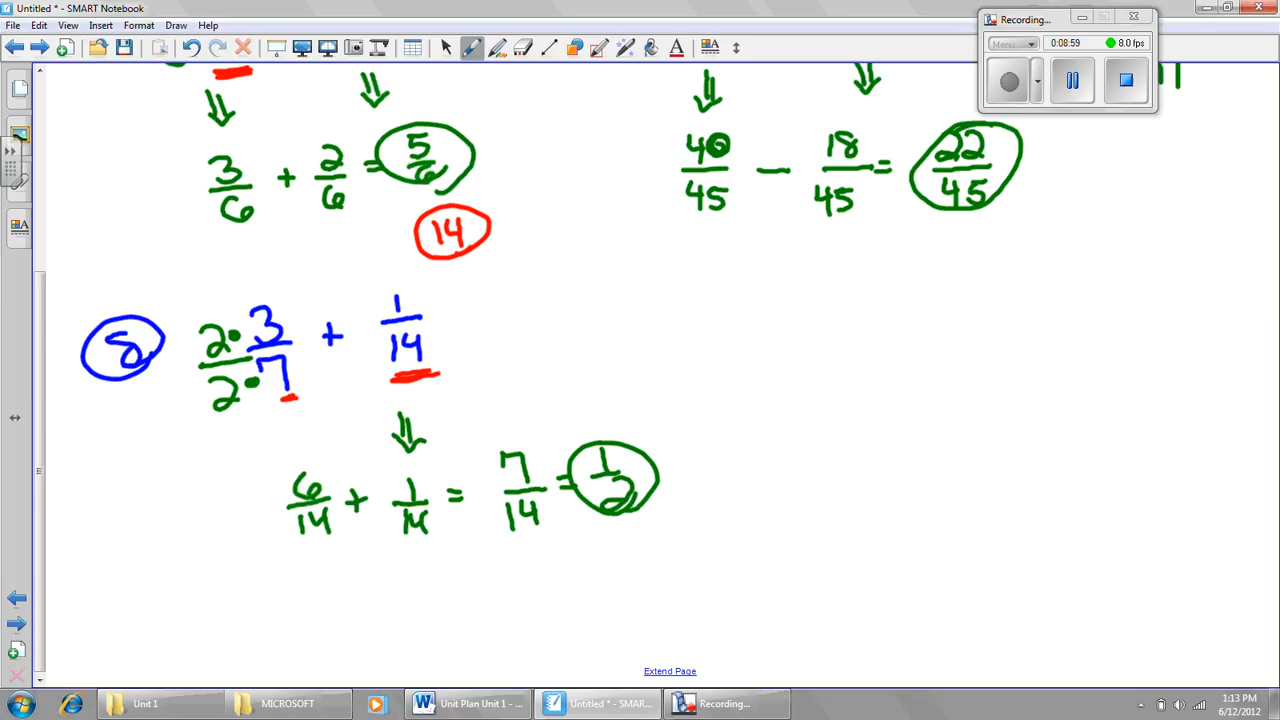 Untitled * - SMART Notebook
File Edit View Insert Format Draw Help
Recording...
Menu
0:08:59
8.0 fps
3/6 + 2/6 = 5/6
40/45 - 18/45 = 22/45
14
8 2•3/2•7 + 1/14
6/14 + 1/14 = 7/14 = 1/2
Extend Page
Unit 1
MICROSOFT
Unit Plan Unit 1 - ...
Untitled * - SMAR...
Recording...
1:13 PM
6/12/2012